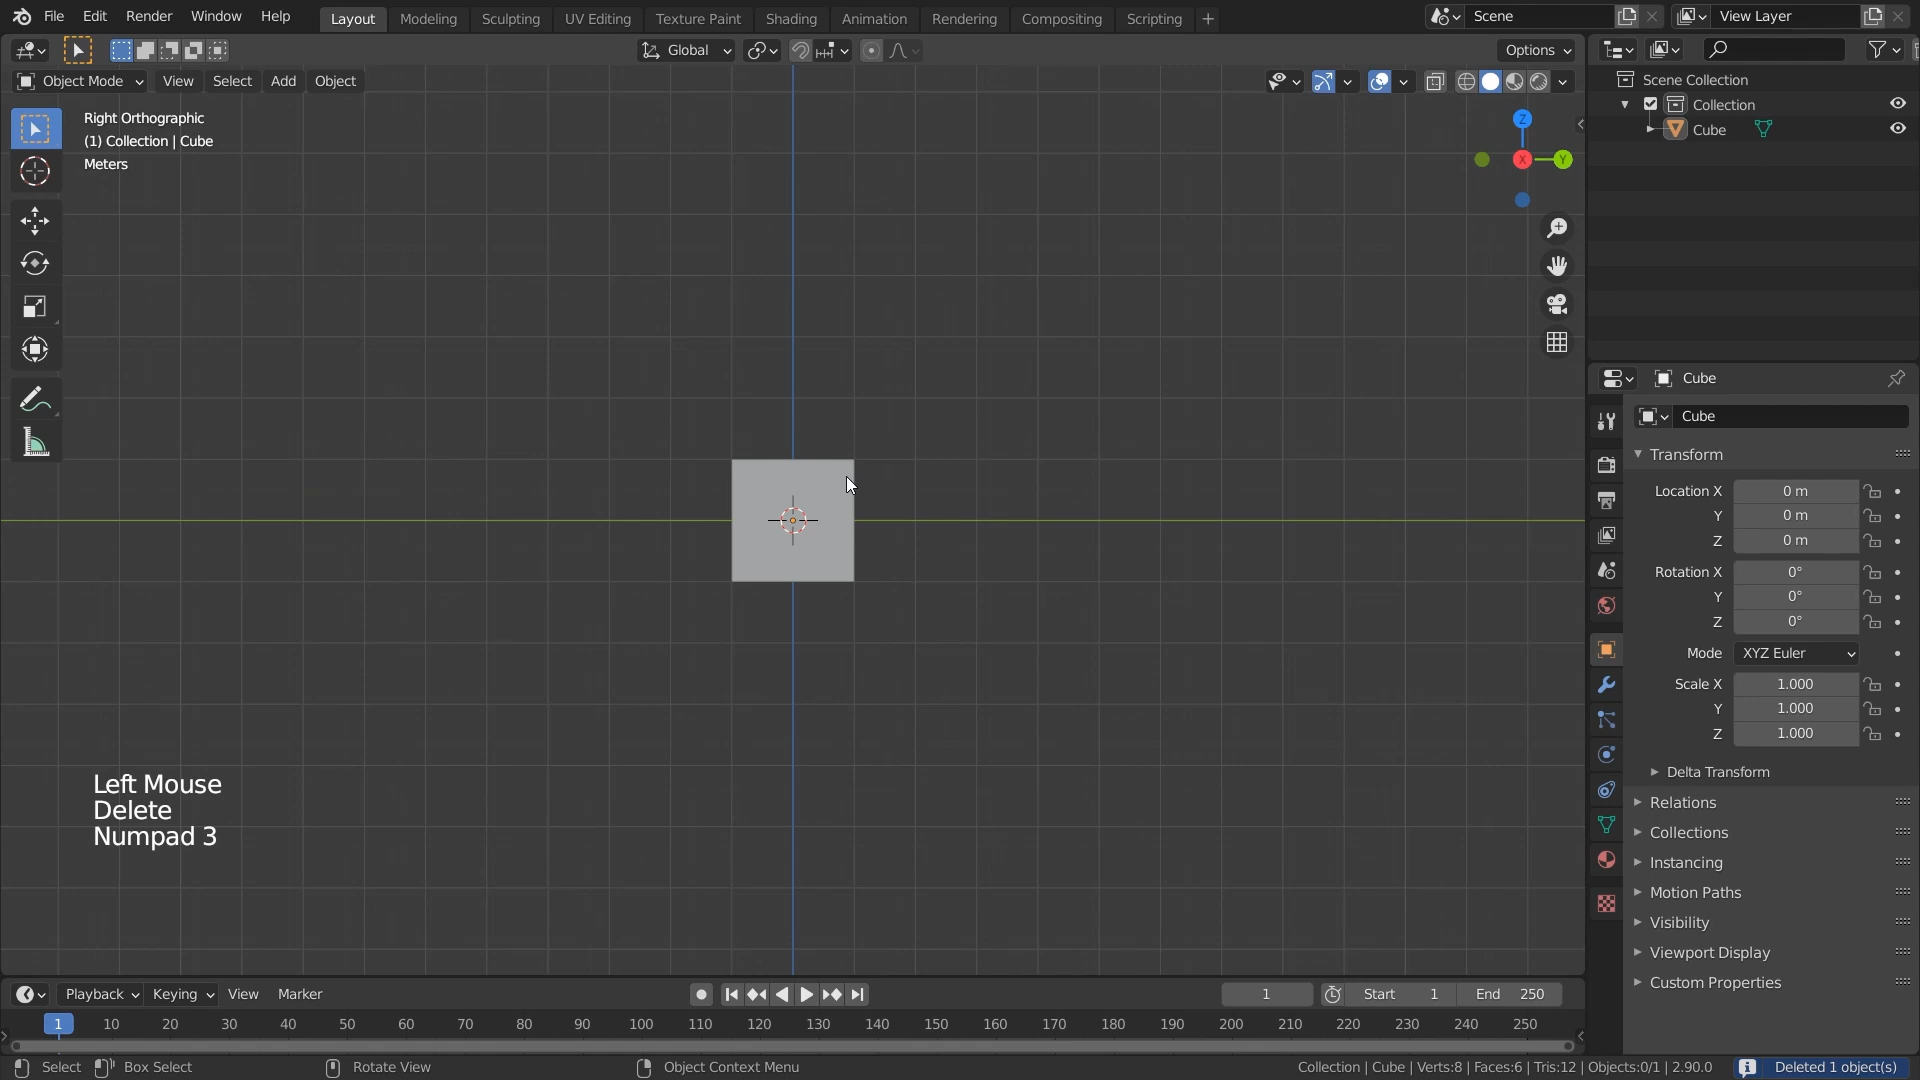 File Edit Render Window Help Layout Modeling Sculpting UV Editing Texture Paint Shading Animation Rendering Compositing Scripting + Scene View Layer
Global Options
Object Mode View Select Add Object
Right Orthographic
(1) Collection | Cube
Meters
Z
X
Y
Scene Collection
Collection
Cube
Cube
Cube
Transform
Location X 0 m
Y 0 m
Z 0 m
Rotation X 0°
Y 0°
Z 0°
Mode XYZ Euler
Scale X 1.000
Y 1.000
Z 1.000
Delta Transform
Relations
Collections
Instancing
Motion Paths
Visibility
Viewport Display
Custom Properties
Left Mouse
Delete
Numpad 3
Playback Keying View Marker 1 Start 1 End 250
1 10 20 30 40 50 60 70 80 90 100 110 120 130 140 150 160 170 180 190 200 210 220 230 240 250
Select Box Select Rotate View Object Context Menu Collection | Cube | Verts:8 | Faces:6 | Tris:12 | Objects:0/1 | 2.90.0 Deleted 1 object(s)